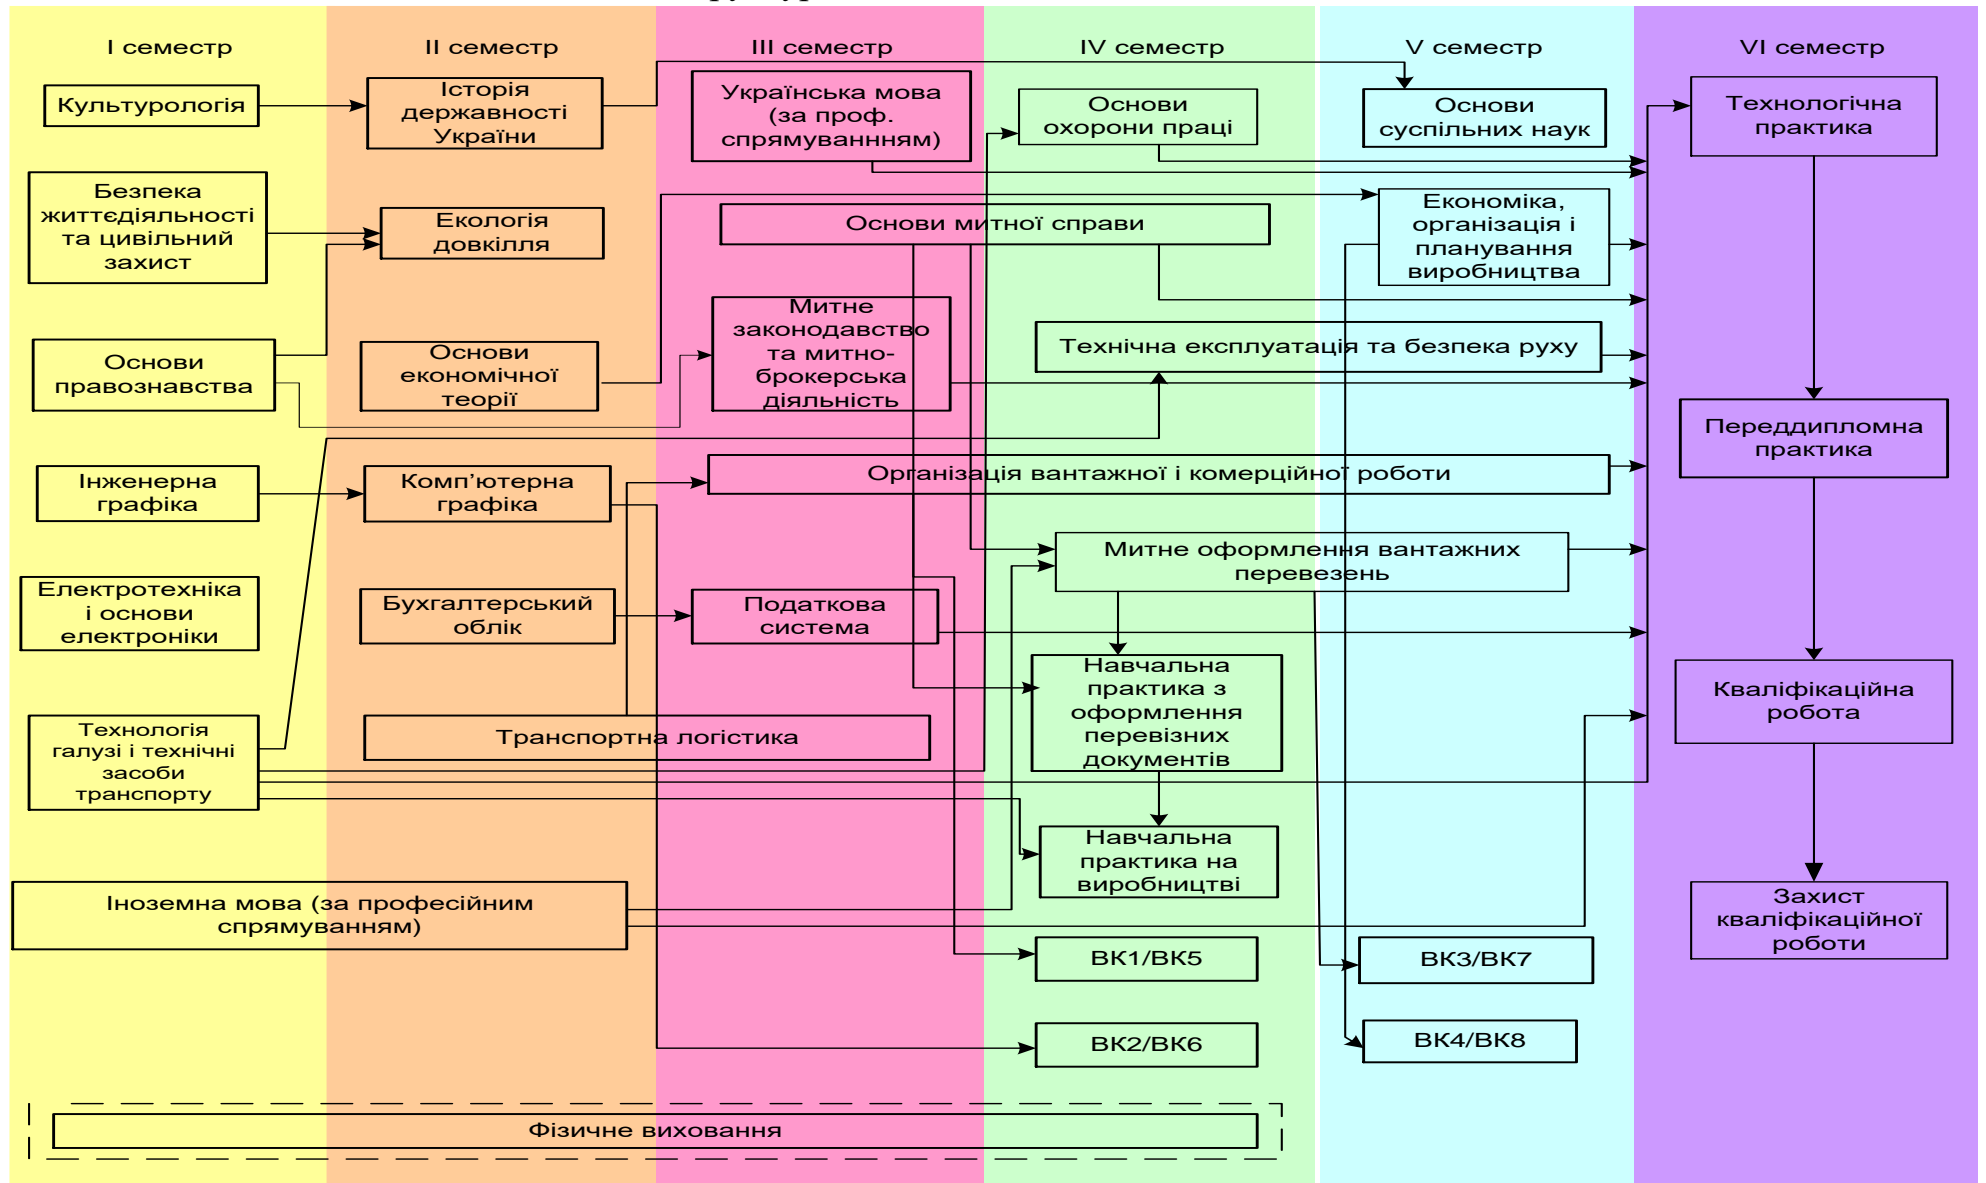 І семестр
ІІ семестр
ІІІ семестр
ІV семестр
V семестр
VІ семестр
Культурологія
Безпека
життєдіяльності
та цивільний
захист
Основи
правознавства
Інженерна
графіка
Електротехніка
і основи
електроніки
Технологія
галузі і технічні
засоби
транспорту
Іноземна мова (за професійним
спрямуванням)
Історія
державності
України
Екологія
довкілля
Основи
економічної
теорії
Комп’ютерна
графіка
Бухгалтерський
облік
Транспортна логістика
Українська мова
(за проф.
спрямуваннням)
Основи митної справи
Митне
законодавство
та митно-
брокерська
діяльність
Організація вантажної і комерційної роботи
Податкова
система
Основи
охорони праці
Технічна експлуатація та безпека руху
Митне оформлення вантажних
перевезень
Навчальна
практика з
оформлення
перевізних
документів
Навчальна
практика на
виробництві
ВК1/ВК5
ВК2/ВК6
Основи
суспільних наук
Економіка,
організація і
планування
виробництва
ВК3/ВК7
ВК4/ВК8
Технологічна
практика
Переддипломна
практика
Кваліфікаційна
робота
Захист
кваліфікаційної
роботи
Фізичне виховання